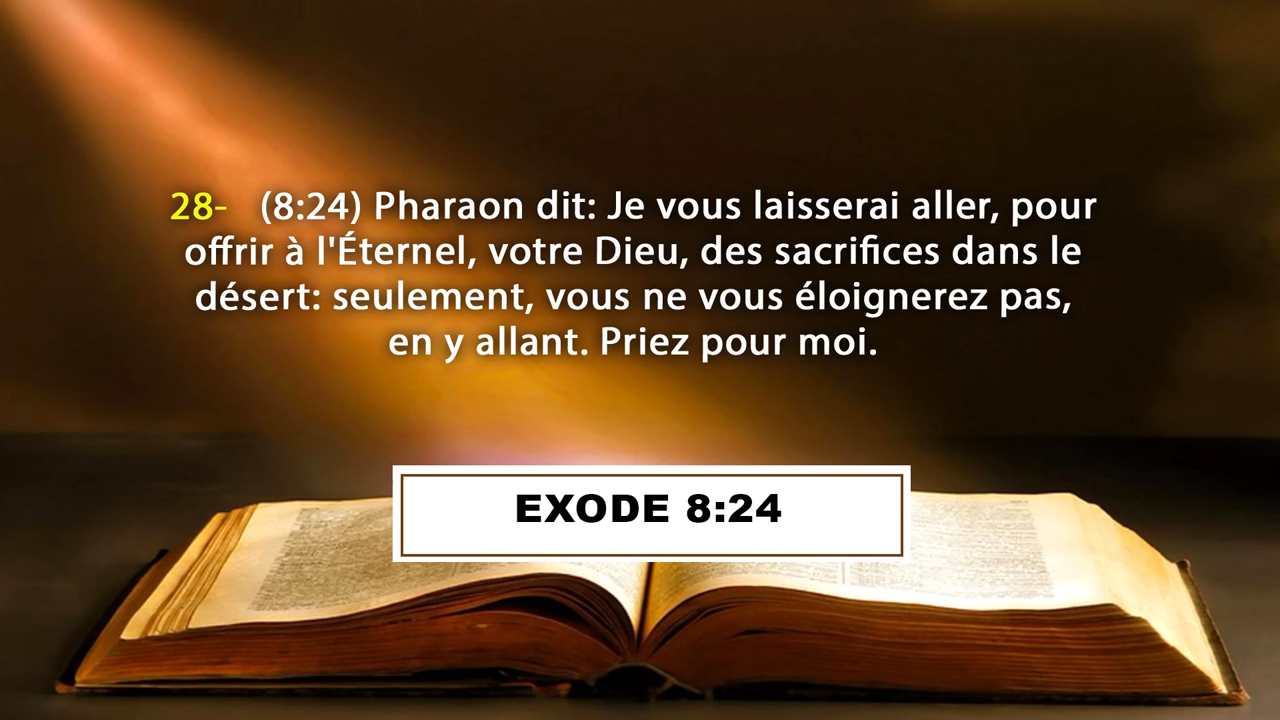 28- (8:24) Pharaon dit: Je vous laisserai aller, pour
offrir à l'Éternel, votre Dieu, des sacrifices dans le
désert: seulement, vous ne vous éloignerez pas,
en y allant. Priez pour moi.
EXODE 8:24